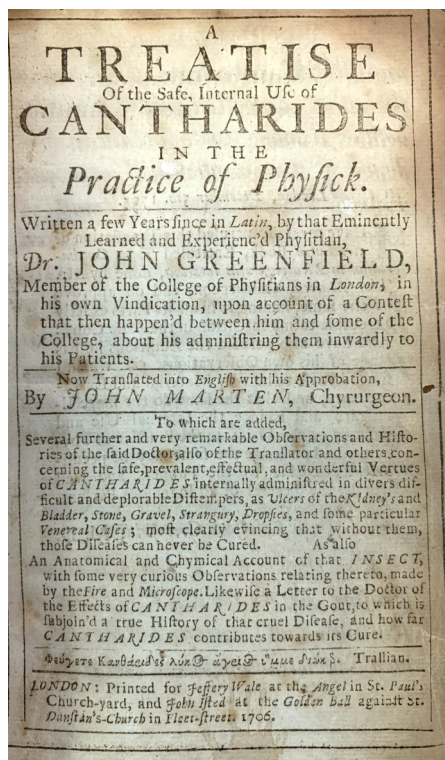 A
TREATISE
Of the Safe, Internal Uſe of
CANTHARIDES
IN THE
Practice of Phyſick.
Written a few Years ſince in Latin, by that Eminently
Learned and Experienc'd Phyſitian,
Dr. JOHN GREENFIELD,
Member of the College of Phyſitians in London; in
his own Vindication, upon account of a Conteſt
that then happen'd between him and ſome of the
College, about his adminiſtring them inwardly to
his Patients.
Now Tranſlated into Engliſh with his Approbation,
By JOHN MARTEN, Chyrurgeon.
To which are added,
Several further and very remarkable Obſervations and Hiſto-
ries of the ſaid Doctor; alſo of the Tranſlator and others, con-
cerning the ſafe, prevalent, effectual, and wonderful Vertues
of CANTHARIDES internally adminiſtred in divers dif-
ficult and deplorable Diſtempers, as Ulcers of the Kidney's and
Bladder, Stone, Gravel, Strangury, Dropſies, and ſome particular
Venereal Caſes; moſt clearly evincing that without them,
thoſe Diſeaſes can never be Cured. As alſo
An Anatomical and Chymical Account of that INSECT,
with ſome very curious Obſervations relating thereto, made
by the Fire and Microſcope. Likewiſe a Letter to the Doctor of
the Effects of CANTHARIDES in the Gout, to which is
ſubjoin'd a true Hiſtory of that cruel Diſeaſe, and how far
CANTHARIDES contributes towards its Cure.
Φεύγετε Κανθάριδες Trallian.
LONDON: Printed for Jeffery Wale at the Angel in St. Paul's
Church-yard, and John Iſted at the Golden ball againſt St.
Dunſtan's-Church in Fleet-ſtreet. 1706.